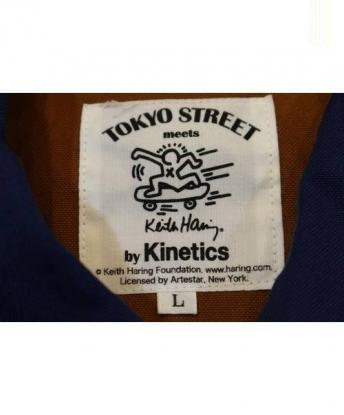 TOKYO STREET
meets
Keith Haring®
by Kinetics
© Keith Haring Foundation. www.haring.com.
Licensed by Artestar, New York.
L